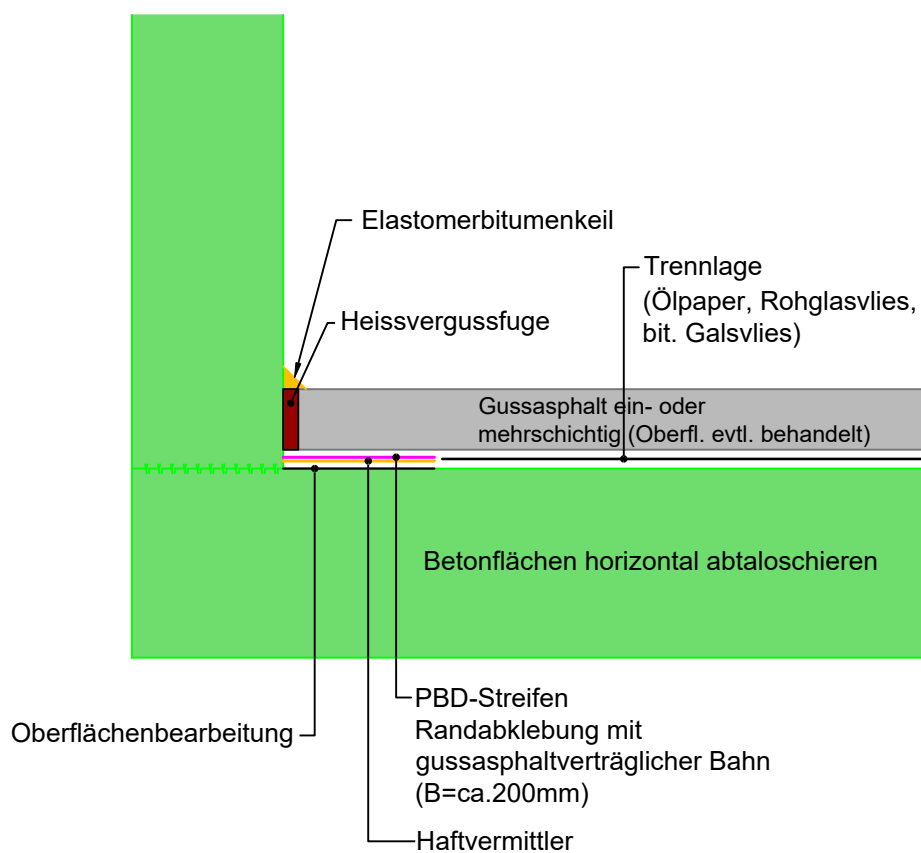 Elastomerbitumenkeil
Trennlage
(Ölpaper, Rohglasvlies,
bit. Galsvlies)
Heissvergussfuge
Gussasphalt ein- oder
mehrschichtig (Oberfl. evtl. behandelt)
Betonflächen horizontal abtaloschieren
PBD-Streifen
Randabklebung mit
gussasphaltverträglicher Bahn
(B=ca.200mm)
Oberflächenbearbeitung
Haftvermittler